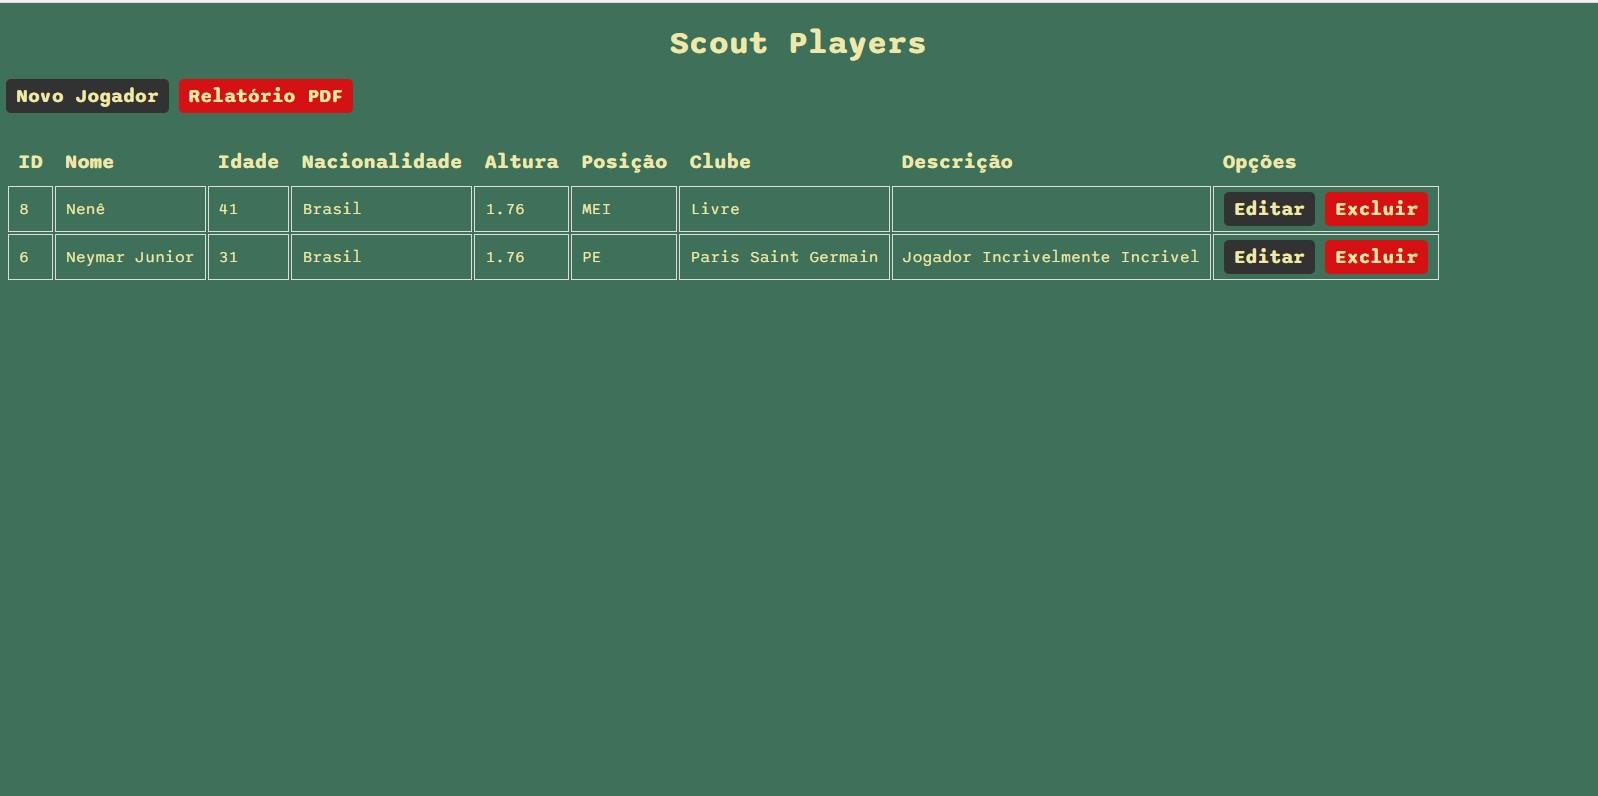 Scout Players
Novo Jogador Relatório PDF
ID Nome Idade Nacionalidade Altura Posição Clube Descrição Opções
8 Nenê 41 Brasil 1.76 MEI Livre Editar Excluir
6 Neymar Junior 31 Brasil 1.76 PE Paris Saint Germain Jogador Incrivelmente Incrivel Editar Excluir